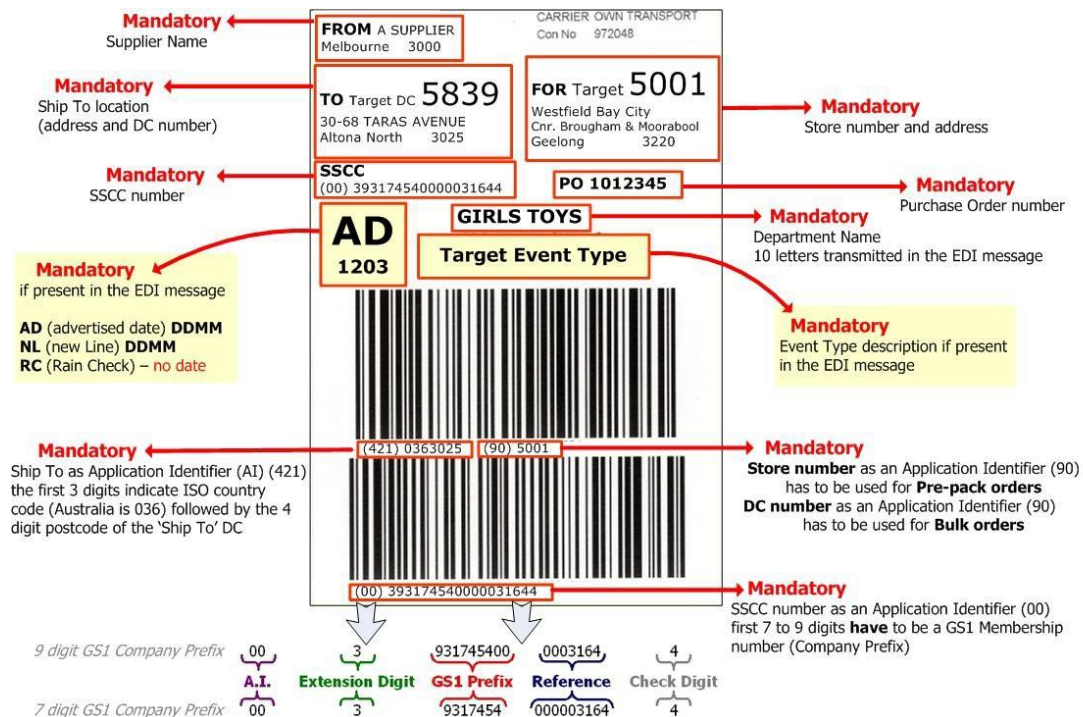 CARRIER OWN TRANSPORT
Con No 972048
Mandatory
Supplier Name
FROM A SUPPLIER
Melbourne 3000
Mandatory
Ship To location
(address and DC number)
TO Target DC 5839
30-68 TARAS AVENUE
Altona North 3025
FOR Target 5001
Westfield Bay City
Cnr. Brougham & Moorabool
Geelong 3220
Mandatory
Store number and address
Mandatory
SSCC number
SSCC
(00) 393174540000031644
PO 1012345
Mandatory
Purchase Order number
AD
1203
GIRLS TOYS
Mandatory
Department Name
10 letters transmitted in the EDI message
Target Event Type
Mandatory
if present in the EDI message
AD (advertised date) DDMM
NL (new Line) DDMM
RC (Rain Check) – no date
Mandatory
Event Type description if present
in the EDI message
(421) 0363025 (90) 5001
Mandatory
Ship To as Application Identifier (AI) (421)
the first 3 digits indicate ISO country
code (Australia is 036) followed by the 4
digit postcode of the ‘Ship To’ DC
Mandatory
Store number as an Application Identifier (90)
has to be used for Pre-pack orders
DC number as an Application Identifier (90)
has to be used for Bulk orders
(00) 393174540000031644
Mandatory
SSCC number as an Application Identifier (00)
first 7 to 9 digits have to be a GS1 Membership
number (Company Prefix)
9 digit GS1 Company Prefix 00 3 931745400 0003164 4
A.I. Extension Digit GS1 Prefix Reference Check Digit
7 digit GS1 Company Prefix 00 3 9317454 000003164 4